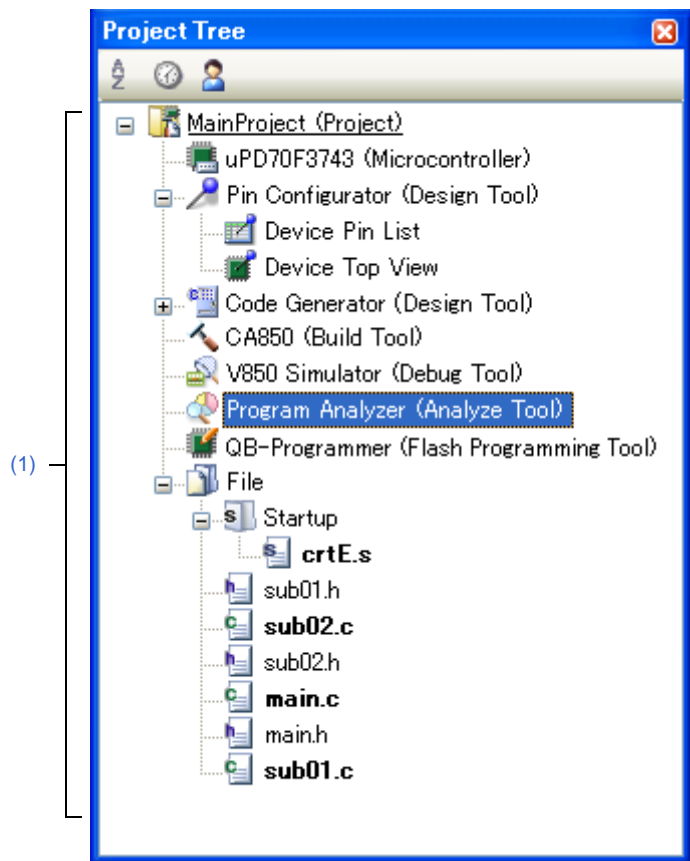 Project Tree
MainProject (Project)
uPD70F3743 (Microcontroller)
Pin Configurator (Design Tool)
Device Pin List
Device Top View
Code Generator (Design Tool)
CA850 (Build Tool)
V850 Simulator (Debug Tool)
Program Analyzer (Analyze Tool)
QB-Programmer (Flash Programming Tool)
(1)
File
Startup
crtE.s
sub01.h
sub02.c
sub02.h
main.c
main.h
sub01.c